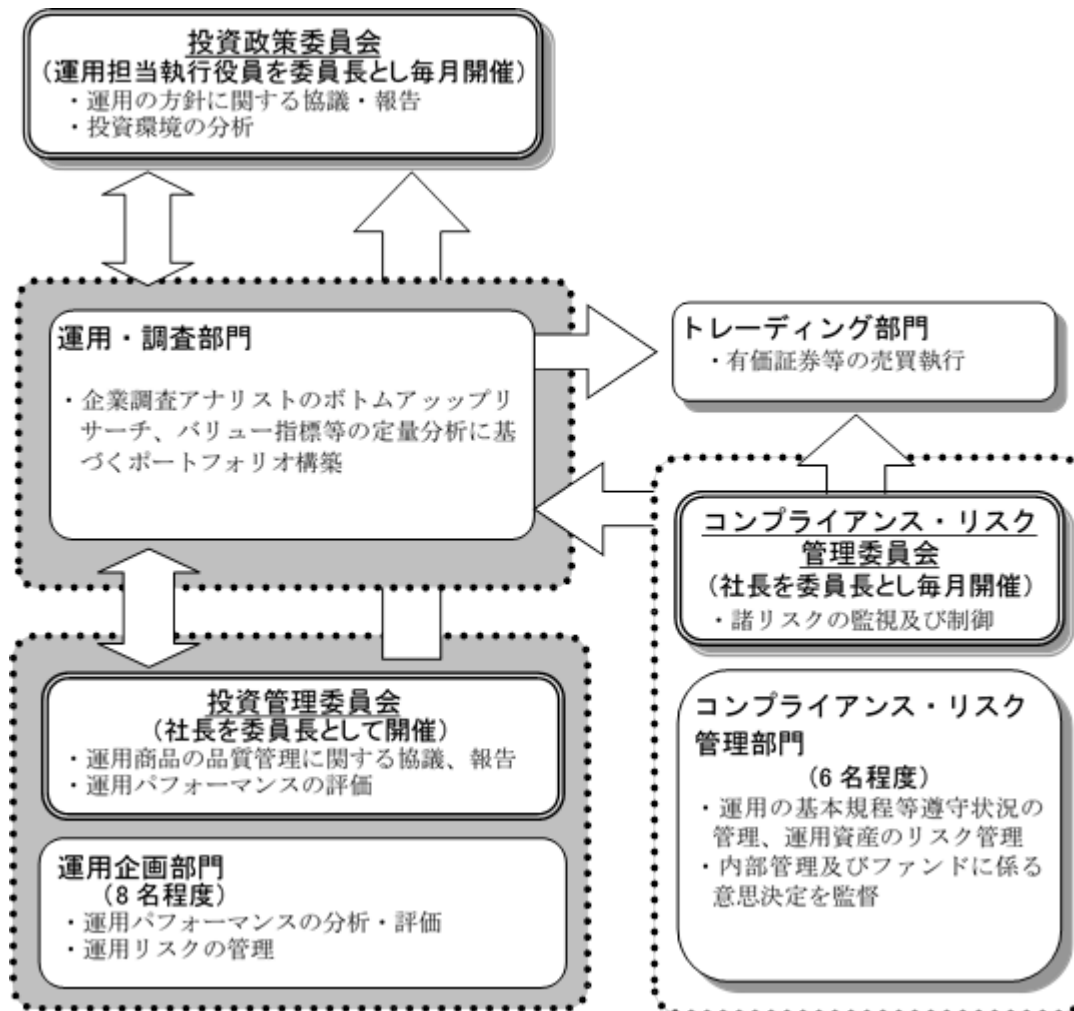 投資政策委員会
(運用担当執行役員を委員長とし毎月開催)
・運用の方針に関する協議・報告
・投資環境の分析
運用・調査部門
・企業調査アナリストのボトムアッップリ
サーチ、バリュー指標等の定量分析に基
づくポートフォリオ構築
トレーディング部門
・有価証券等の売買執行
コンプライアンス・リスク
管理委員会
(社長を委員長とし毎月開催)
・諸リスクの監視及び制御
投資管理委員会
(社長を委員長として開催)
・運用商品の品質管理に関する協議、報告
・運用パフォーマンスの評価
運用企画部門
(8名程度)
・運用パフォーマンスの分析・評価
・運用リスクの管理
コンプライアンス・リスク
管理部門
(6名程度)
・運用の基本規程等遵守状況の
管理、運用資産のリスク管理
・内部管理及びファンドに係る
意思決定を監督